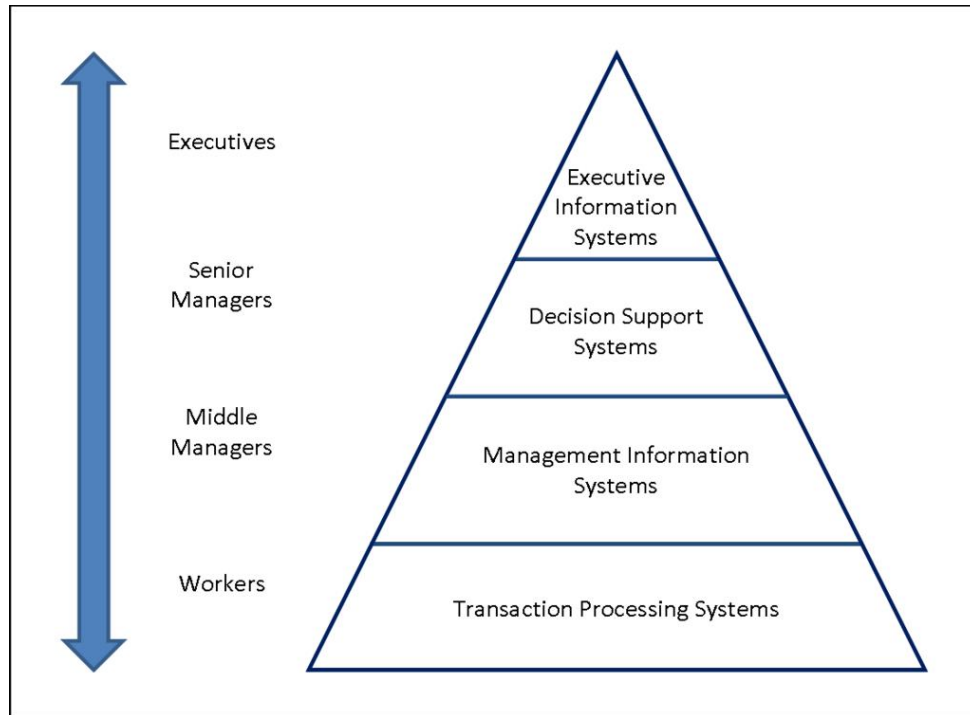 Executives
Executive
Information
Systems
Senior
Managers
Decision Support
Systems
Middle
Managers
Management Information
Systems
Workers
Transaction Processing Systems